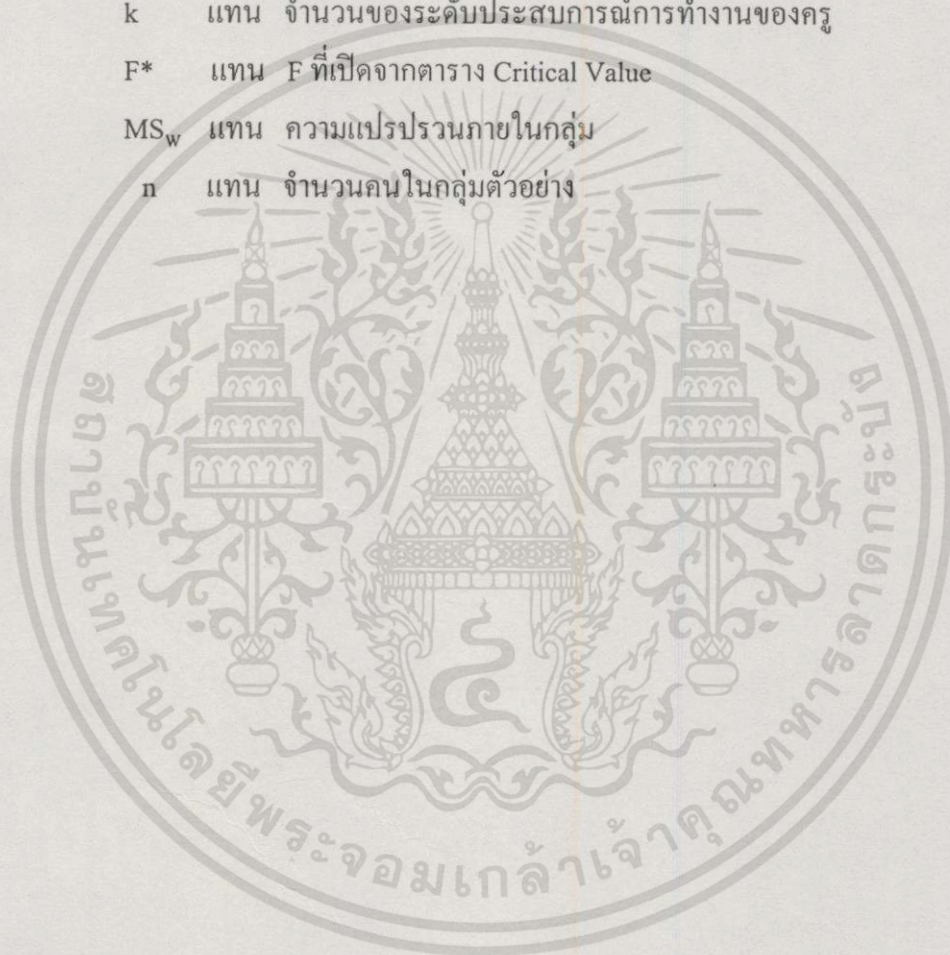 k แทน จำนวนของระดับประสบการณ์การทำงานของครู
F* แทน F ที่เปิดจากตาราง Critical Value
MSw แทน ความแปรปรวนภายในกลุ่ม
n แทน จำนวนคนในกลุ่มตัวอย่าง
สถาบันเทคโนโลยีพระจอมเกล้าเจ้าคุณทหารลาดกระบัง
๔